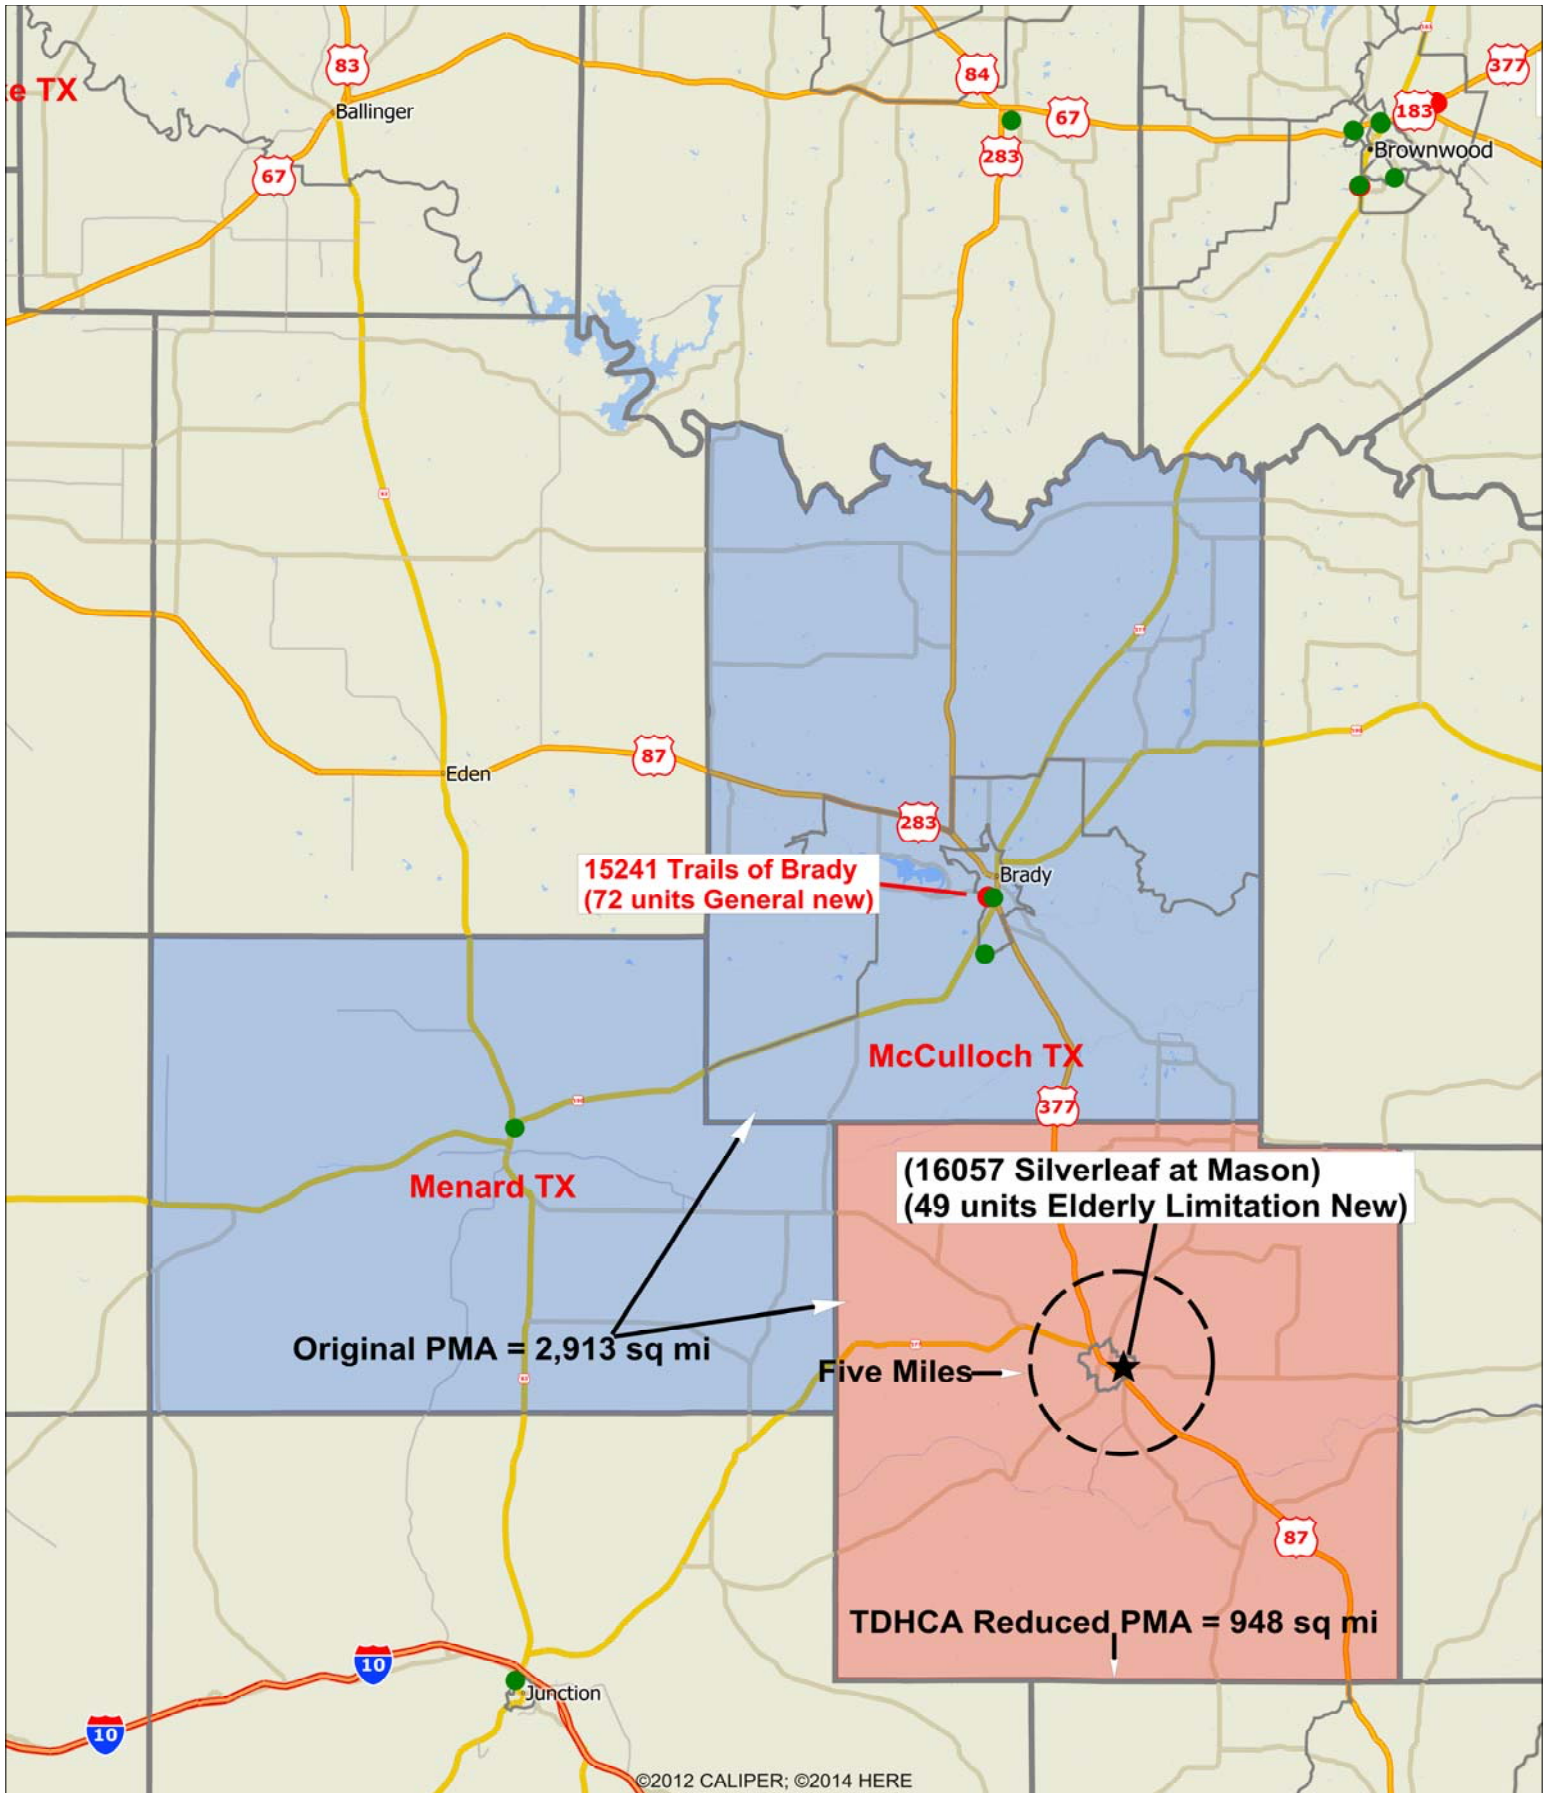 83
84
377
e TX
Ballinger
67
183
283
Brownwood
67
87
Eden
283
15241 Trails of Brady
(72 units General new)
Brady
McCulloch TX
377
(16057 Silverleaf at Mason)
(49 units Elderly Limitation New)
Menard TX
Original PMA = 2,913 sq mi
Five Miles
87
TDHCA Reduced PMA = 948 sq mi
10
Junction
10
©2012 CALIPER; ©2014 HERE